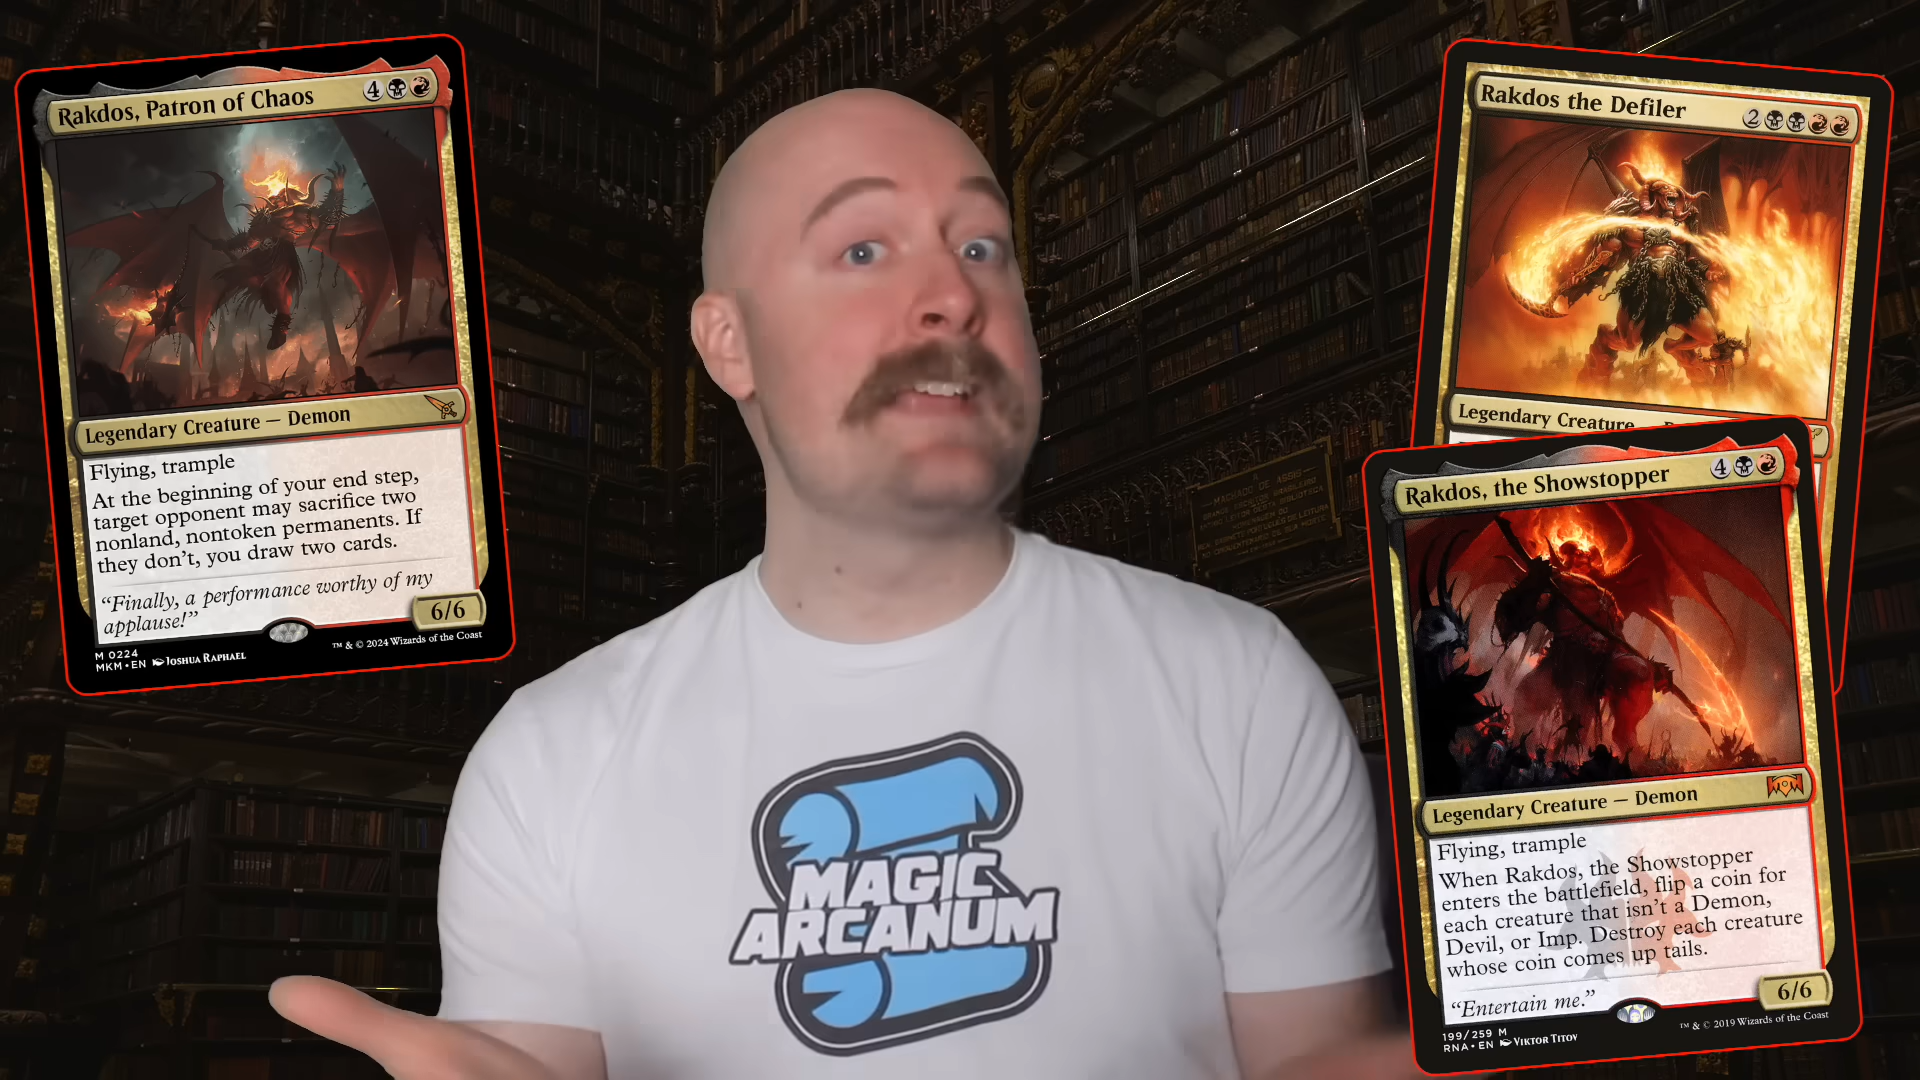 Rakdos, Patron of Chaos
4
Legendary Creature — Demon
Flying, trample
At the beginning of your end step,
target opponent may sacrifice two
nonland, nontoken permanents. If
they don't, you draw two cards.
“Finally, a performance worthy of my
applause!”
6/6
M 0224
MKM • EN JOSHUA RAPHAEL
™ & © 2024 Wizards of the Coast
MAGIC
ARCANUM
Rakdos the Defiler
2
Legendary Creature
Rakdos, the Showstopper
4
Legendary Creature — Demon
Flying, trample
When Rakdos, the Showstopper
enters the battlefield, flip a coin for
each creature that isn't a Demon,
Devil, or Imp. Destroy each creature
whose coin comes up tails.
“Entertain me.”
6/6
199/259 M
RNA • EN VIKTOR TITOV
™ & © 2019 Wizards of the Coast